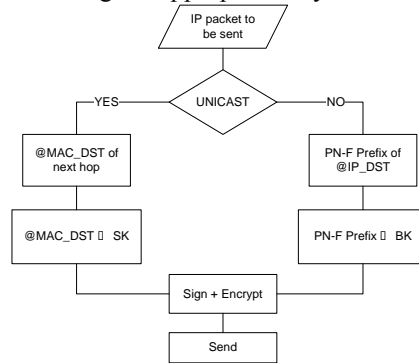 IP packet to
be sent
YES
UNICAST
NO
@MAC_DST of
next hop
PN-F Prefix of
@IP_DST
@MAC_DST ▯ SK
PN-F Prefix ▯ BK
Sign + Encrypt
Send